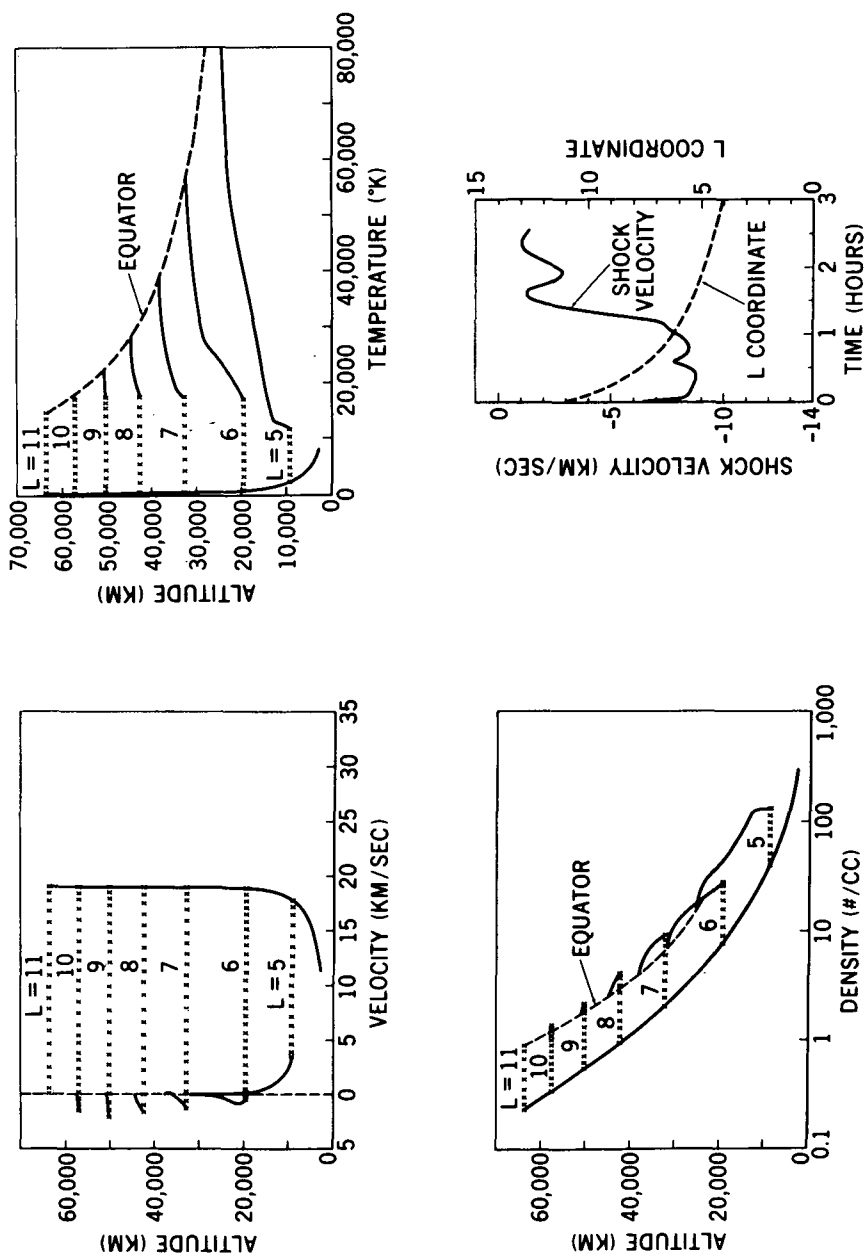 60,000
40,000
20,000
0
ALTITUDE (KM)
5 0 5 10 15 20 25 30 35
VELOCITY (KM/SEC)
L = 11
10
9
8
7
6
L = 5
70,000
60,000
50,000
40,000
30,000
20,000
10,000
0
ALTITUDE (KM)
0 20,000 40,000 60,000 80,000
TEMPERATURE (°K)
EQUATOR
L = 11
10
9
8
7
6
L = 5
60,000
40,000
20,000
0
ALTITUDE (KM)
0.1 1 10 100 1,000
DENSITY (#/CC)
EQUATOR
L = 11
10
9
8
7
6
5
0
-5
-10
-14
SHOCK VELOCITY (KM/SEC)
15
10
5
0
L COORDINATE
0 1 2 3
TIME (HOURS)
SHOCK
VELOCITY
L COORDINATE